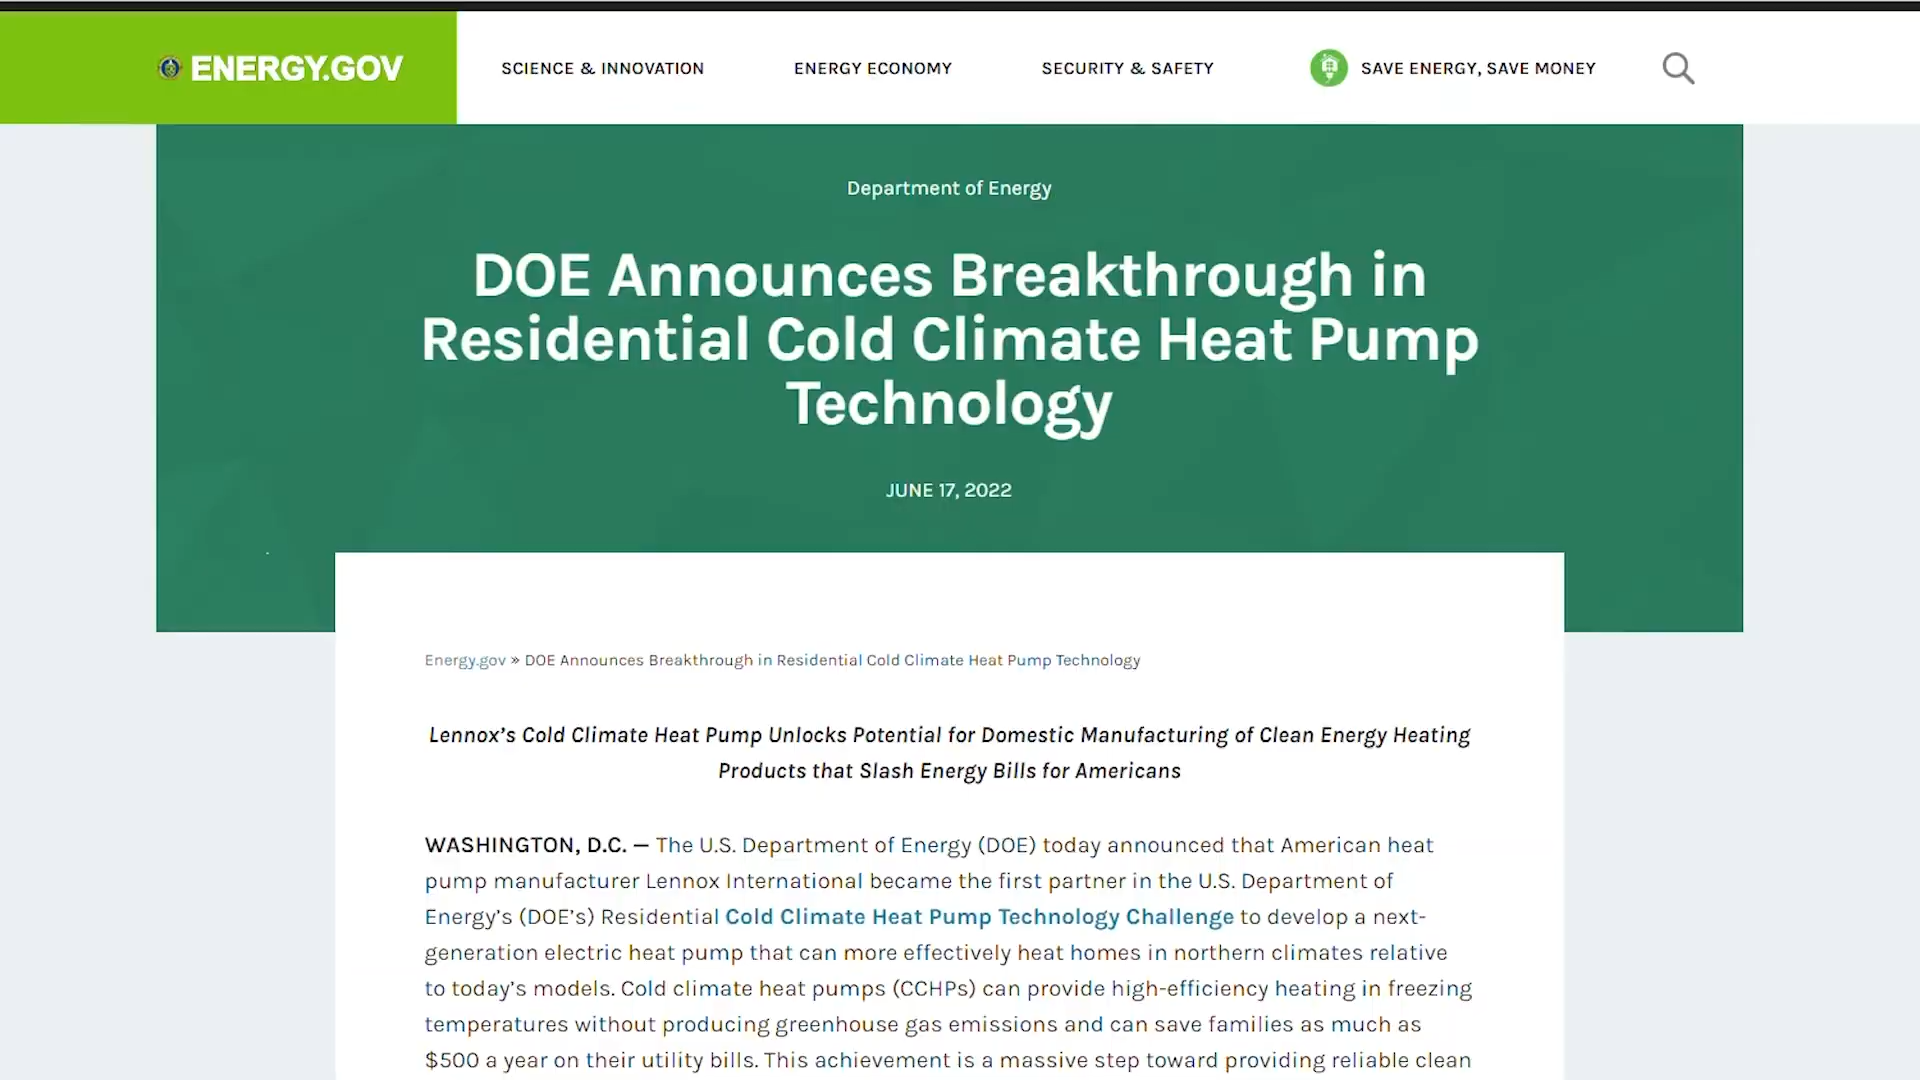 ENERGY.GOV
SCIENCE & INNOVATION
ENERGY ECONOMY
SECURITY & SAFETY
SAVE ENERGY, SAVE MONEY
Department of Energy
DOE Announces Breakthrough in
Residential Cold Climate Heat Pump
Technology
JUNE 17, 2022
Energy.gov » DOE Announces Breakthrough in Residential Cold Climate Heat Pump Technology
Lennox’s Cold Climate Heat Pump Unlocks Potential for Domestic Manufacturing of Clean Energy Heating
Products that Slash Energy Bills for Americans
WASHINGTON, D.C. — The U.S. Department of Energy (DOE) today announced that American heat
pump manufacturer Lennox International became the first partner in the U.S. Department of
Energy’s (DOE’s) Residential Cold Climate Heat Pump Technology Challenge to develop a next-
generation electric heat pump that can more effectively heat homes in northern climates relative
to today’s models. Cold climate heat pumps (CCHPs) can provide high-efficiency heating in freezing
temperatures without producing greenhouse gas emissions and can save families as much as
$500 a year on their utility bills. This achievement is a massive step toward providing reliable clean